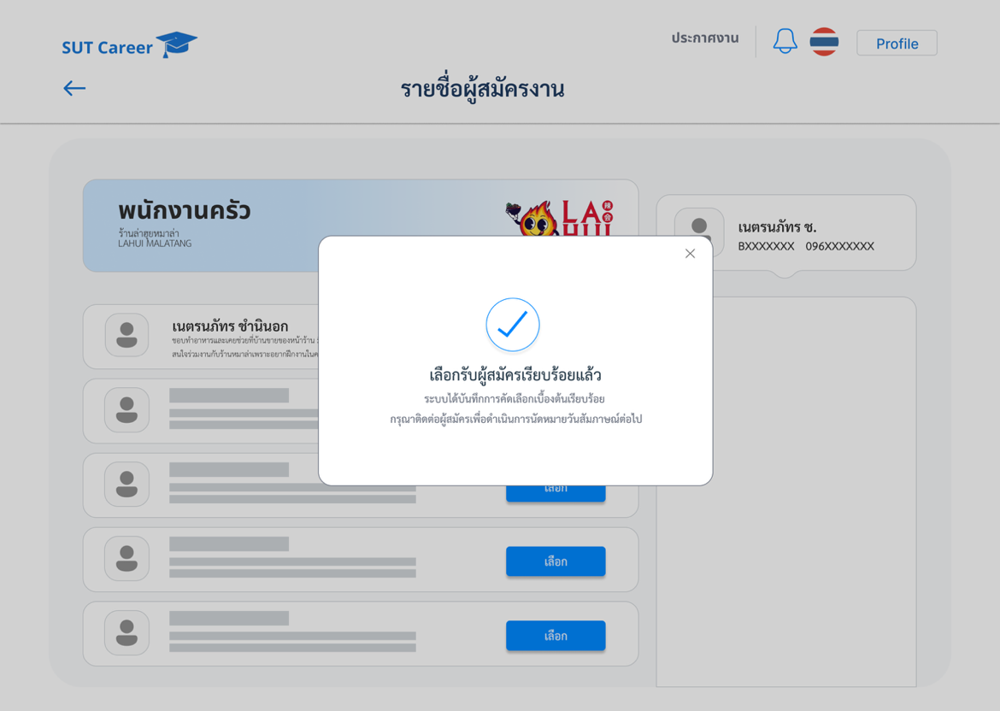 SUT Career
ประกาศงาน
Profile
รายชื่อผู้สมัครงาน
พนักงานครัว
ร้านล่าฮุยหมาล่า
LAHUI MALATANG
LA
HUI
เนตรนภัทร ช.
BXXXXXXX 096XXXXXXX
เนตรนภัทร ชำนินอก
ชอบทำอาหารและเคยช่วยที่บ้านขายของหน้าร้าน
สนใจร่วมงานกับร้านหมาล่าเพราะอยากฝึกงานในค
เลือกรับผู้สมัครเรียบร้อยแล้ว
ระบบได้บันทึกการคัดเลือกเบื้องต้นเรียบร้อย
กรุณาติดต่อผู้สมัครเพื่อดำเนินการนัดหมายวันสัมภาษณ์ต่อไป
เลือก
เลือก
เลือก